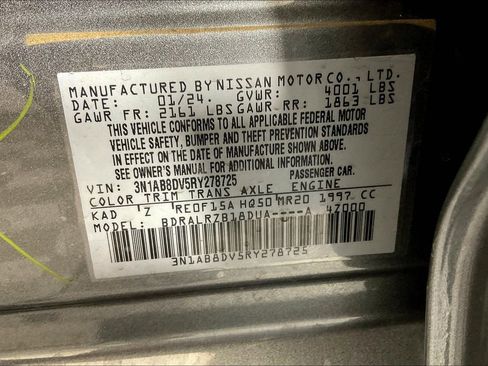 MANUFACTURED BY NISSAN MOTOR CO., LTD.
DATE: 01/24 GVWR: 4001 LBS
GAWR FR: 2161 LBS GAWR RR: 1863 LBS
THIS VEHICLE CONFORMS TO ALL APPLICABLE FEDERAL MOTOR
VEHICLE SAFETY, BUMPER AND THEFT PREVENTION STANDARDS
IN EFFECT ON THE DATE OF MANUFACTURE SHOWN ABOVE.
SEE OWNER'S MANUAL FOR ADDITIONAL INFORMATION.
VIN: 3N1AB8DV5RY278725 PASSENGER CAR.
COLOR TRIM TRANS AXLE ENGINE
KAD Z RE0F15A HQ50 MR20 1997 CC
MODEL: BDRALRZB18DUA----A 47000
3N1AB8DV5RY278725